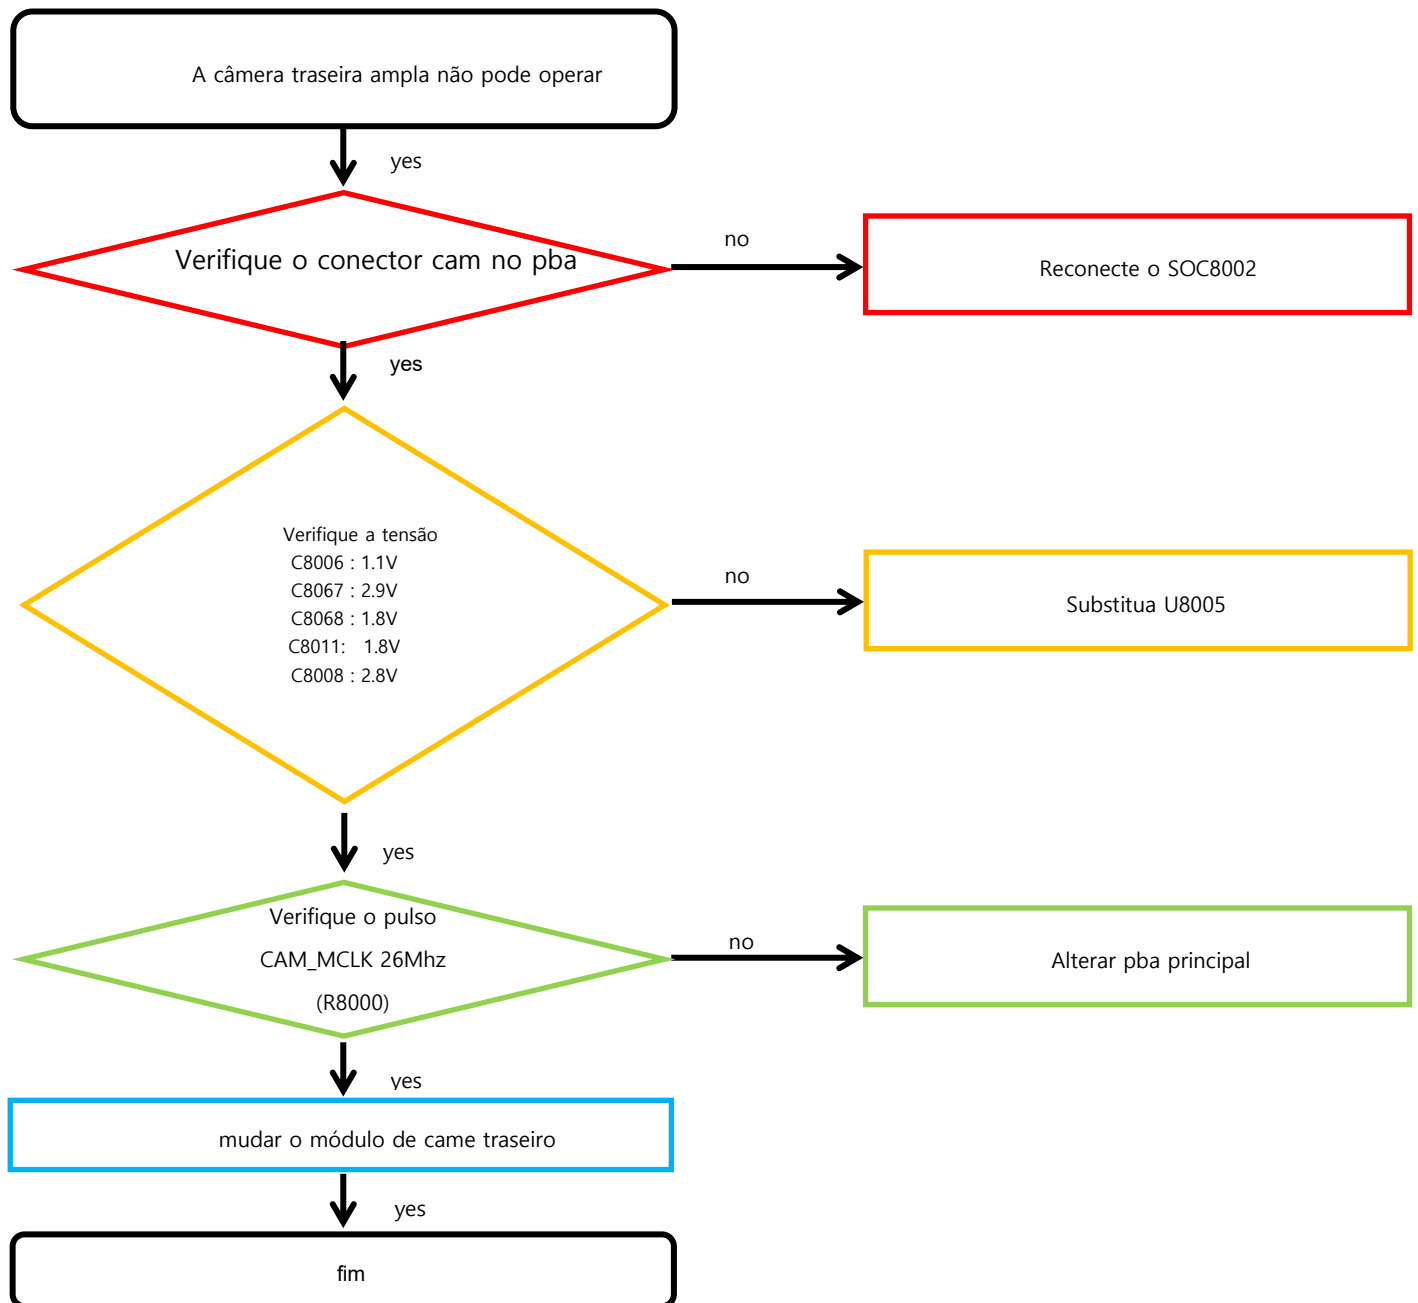 A câmera traseira ampla não pode operar
yes
Verifique o conector cam no pba
no
Reconecte o SOC8002
yes
Verifique a tensão
C8006 : 1.1V
C8067 : 2.9V
C8068 : 1.8V
C8011: 1.8V
C8008 : 2.8V
no
Substitua U8005
yes
Verifique o pulso
CAM_MCLK 26Mhz
(R8000)
no
Alterar pba principal
yes
mudar o módulo de came traseiro
yes
fim